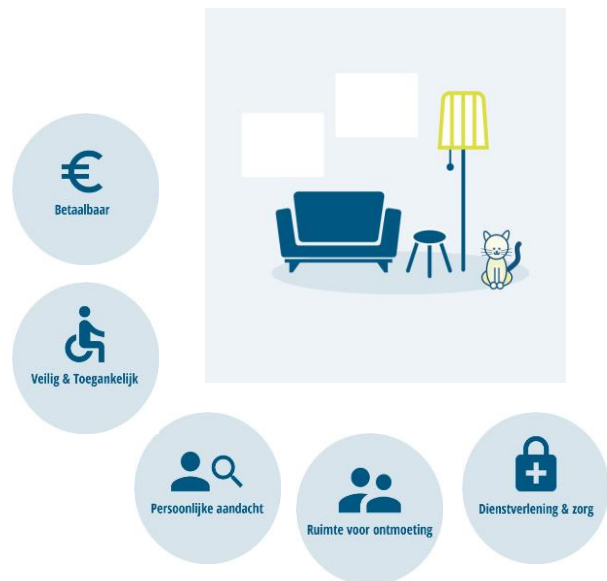 Betaalbaar
Veilig & Toegankelijk
Persoonlijke aandacht
Ruimte voor ontmoeting
Dienstverlening & zorg